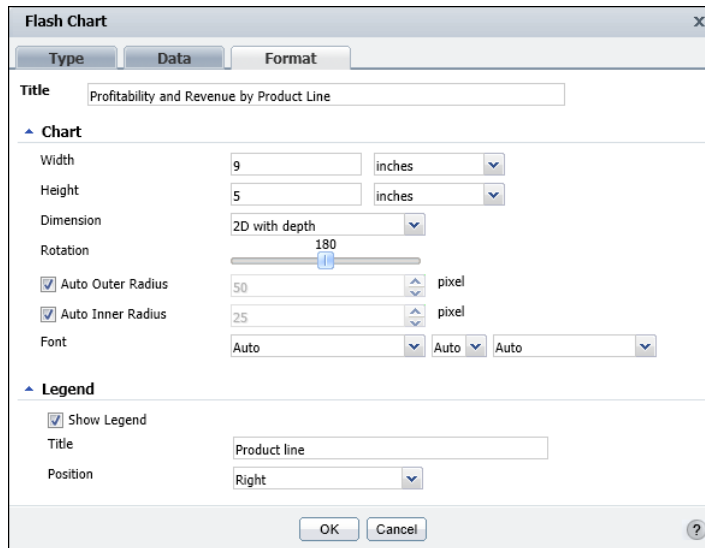 Flash Chart x
Type Data Format
Title Profitability and Revenue by Product Line
Chart
Width 9 inches
Height 5 inches
Dimension 2D with depth
180
Rotation
Auto Outer Radius 50 pixel
Auto Inner Radius 25 pixel
Font Auto Auto Auto
Legend
Show Legend
Title Product line
Position Right
OK Cancel ?